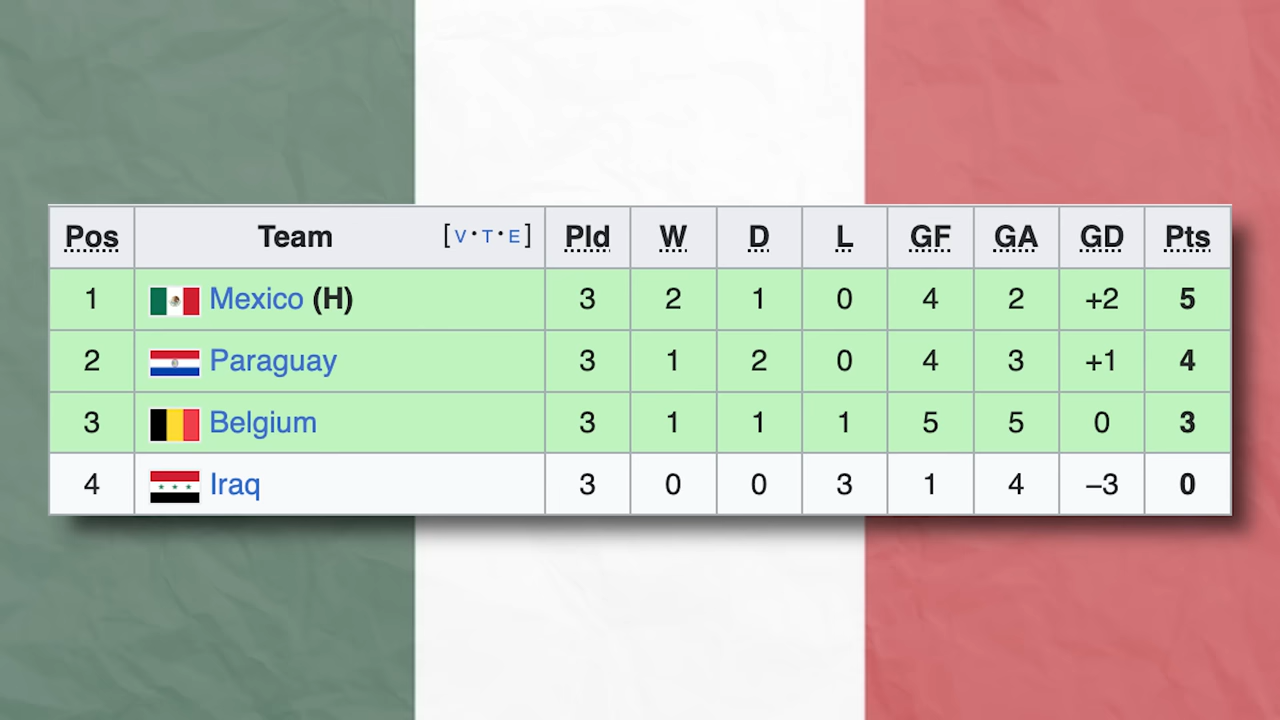 Pos Team [V·T·E] Pld W D L GF GA GD Pts
1 Mexico (H) 3 2 1 0 4 2 +2 5
2 Paraguay 3 1 2 0 4 3 +1 4
3 Belgium 3 1 1 1 5 5 0 3
4 Iraq 3 0 0 3 1 4 −3 0